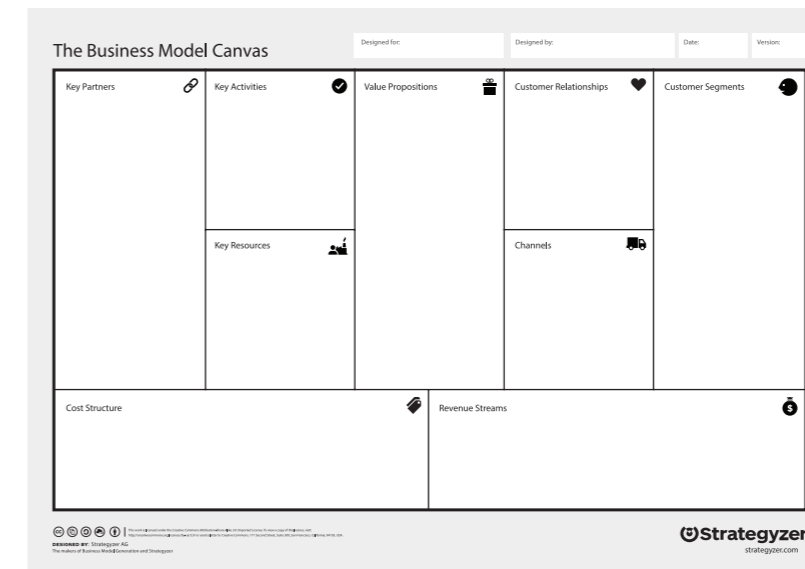 The Business Model Canvas
Designed for:
Designed by:
Date:
Version:
Key Partners
Key Activities
Value Propositions
Customer Relationships
Customer Segments
Key Resources
Channels
Cost Structure
Revenue Streams
$
cc
DESIGNED BY: Strategyzer AG
The makers of Business Model Generation and Strategyzer
Strategyzer
strategyzer.com